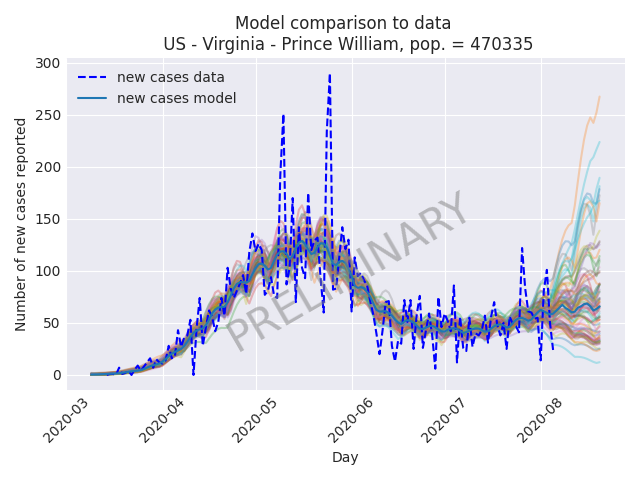 Model comparison to data
US - Virginia - Prince William, pop. = 470335
new cases data
new cases model
300
250
200
150
100
50
0
Number of new cases reported
PRELIMINARY
2020-03
2020-04
2020-05
2020-06
2020-07
2020-08
Day